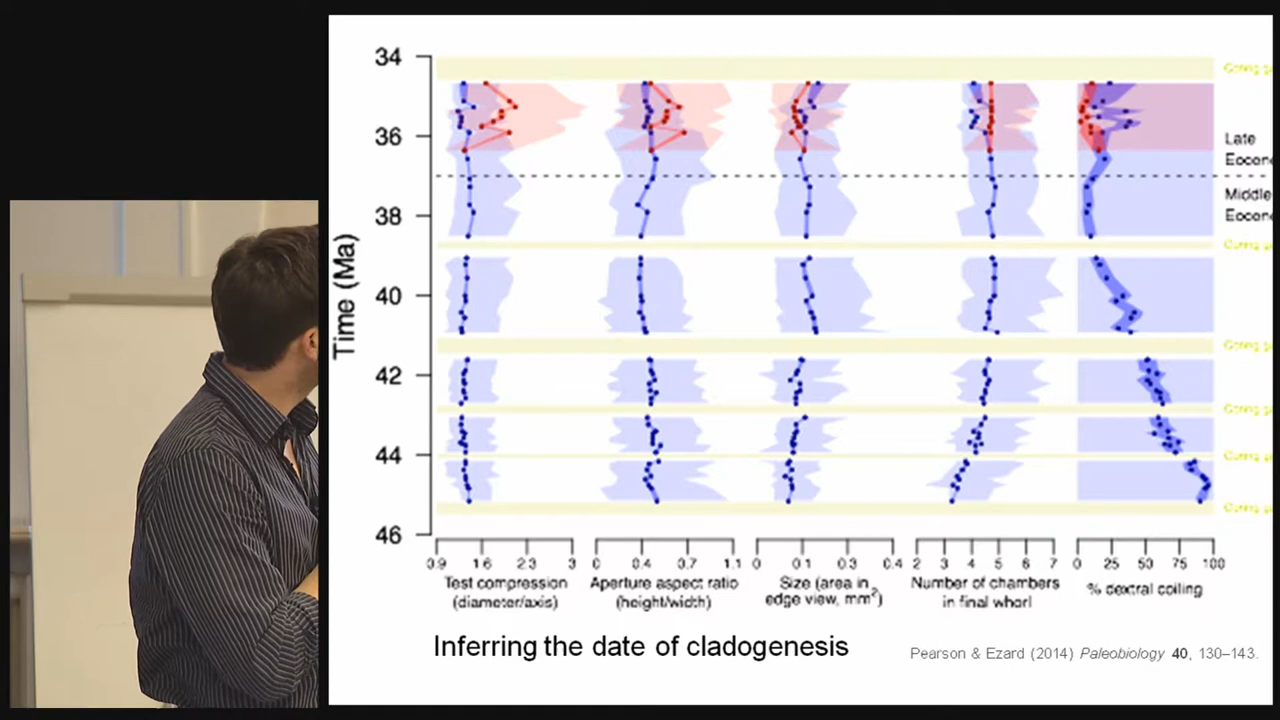 34
36
38
40
42
44
46
Time (Ma)
Late
Middle
0.9 1.6 2.3 3
Test compression
(diameter/axis)
0 0.4 0.7 1.1
Aperture aspect ratio
(height/width)
0 0.1 0.3 0.4
Size (area in
edge view, mm²)
2 3 4 5 6 7
Number of chambers
in final whorl
0 25 50 75 100
% dextral coiling
Inferring the date of cladogenesis
Pearson & Ezard (2014) Paleobiology 40, 130–143.